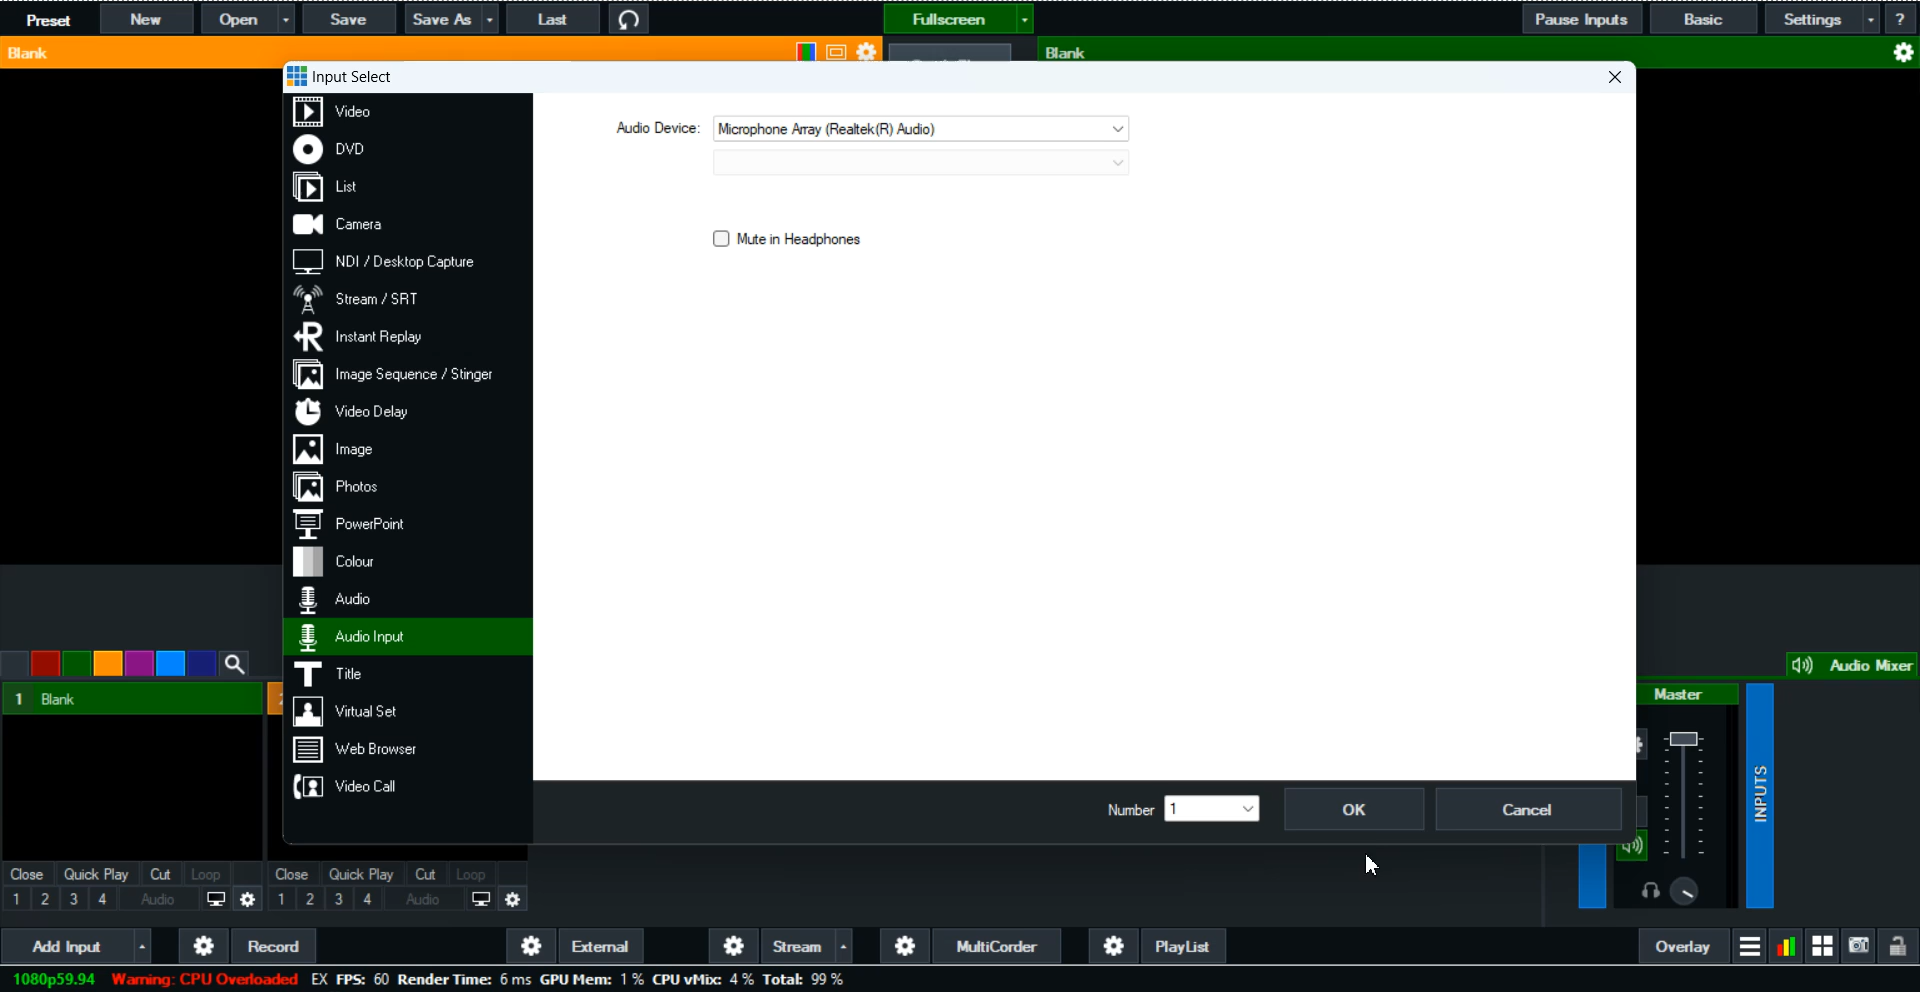 Preset New Open Save Save As Last Fullscreen Pause Inputs Basic Settings ?
Blank Blank
Input Select
Video
DVD
List
Camera
NDI / Desktop Capture
Stream / SRT
Instant Replay
Image Sequence / Stinger
Video Delay
Image
Photos
PowerPoint
Colour
Audio
Audio Input
Title
Virtual Set
Web Browser
Video Call
Audio Device: Microphone Array (Realtek(R) Audio)
Mute in Headphones
Number 1 OK Cancel
Audio Mixer
1 Blank
Master
INPUTS
Close Quick Play Cut Loop Close Quick Play Cut Loop
1 2 3 4 Audio 1 2 3 4 Audio
Add Input Record External Stream MultiCorder PlayList Overlay
1080p59.94 Warning: CPU Overloaded EX FPS: 60 Render Time: 6 ms GPU Mem: 1 % CPU vMix: 4 % Total: 99 %